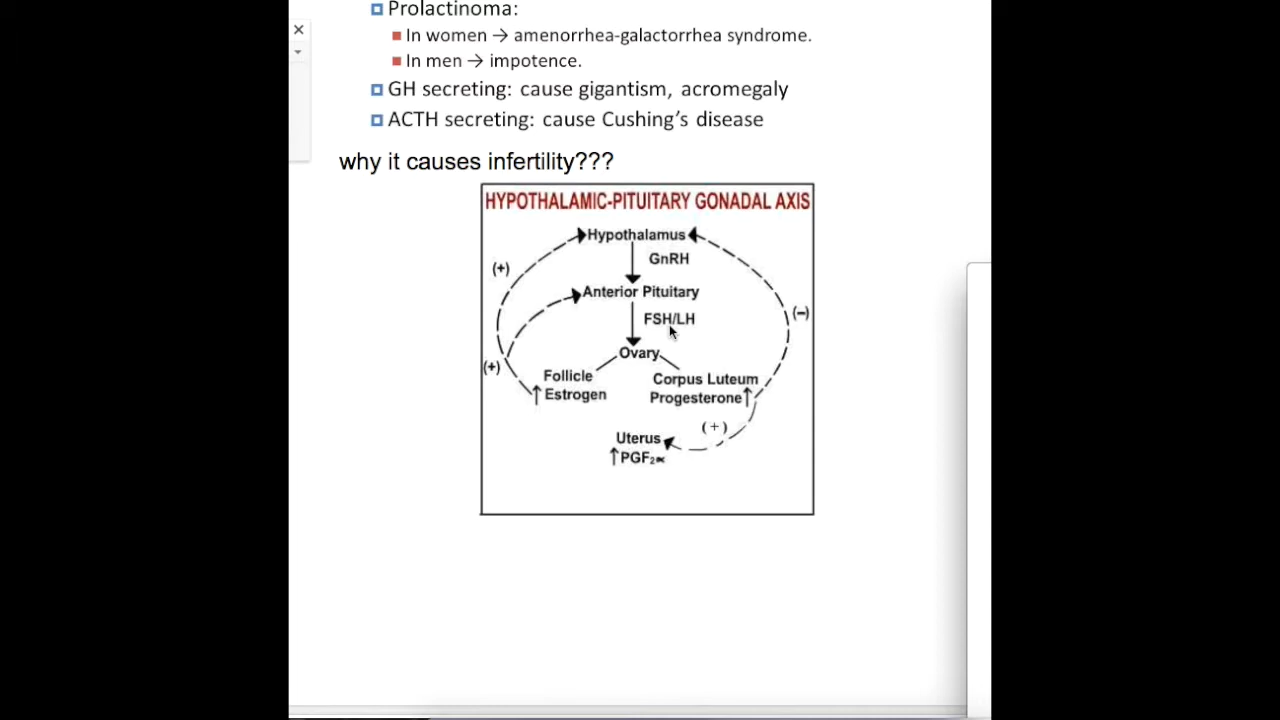 Prolactinoma:
In women → amenorrhea-galactorrhea syndrome.
In men → impotence.
GH secreting: cause gigantism, acromegaly
ACTH secreting: cause Cushing's disease
why it causes infertility???
HYPOTHALAMIC-PITUITARY GONADAL AXIS
Hypothalamus
(+)
GnRH
Anterior Pituitary
(−)
FSH/LH
Ovary
(+)
Follicle
Corpus Luteum
↑Estrogen
Progesterone↑
(+)
Uterus
↑PGF₂∝